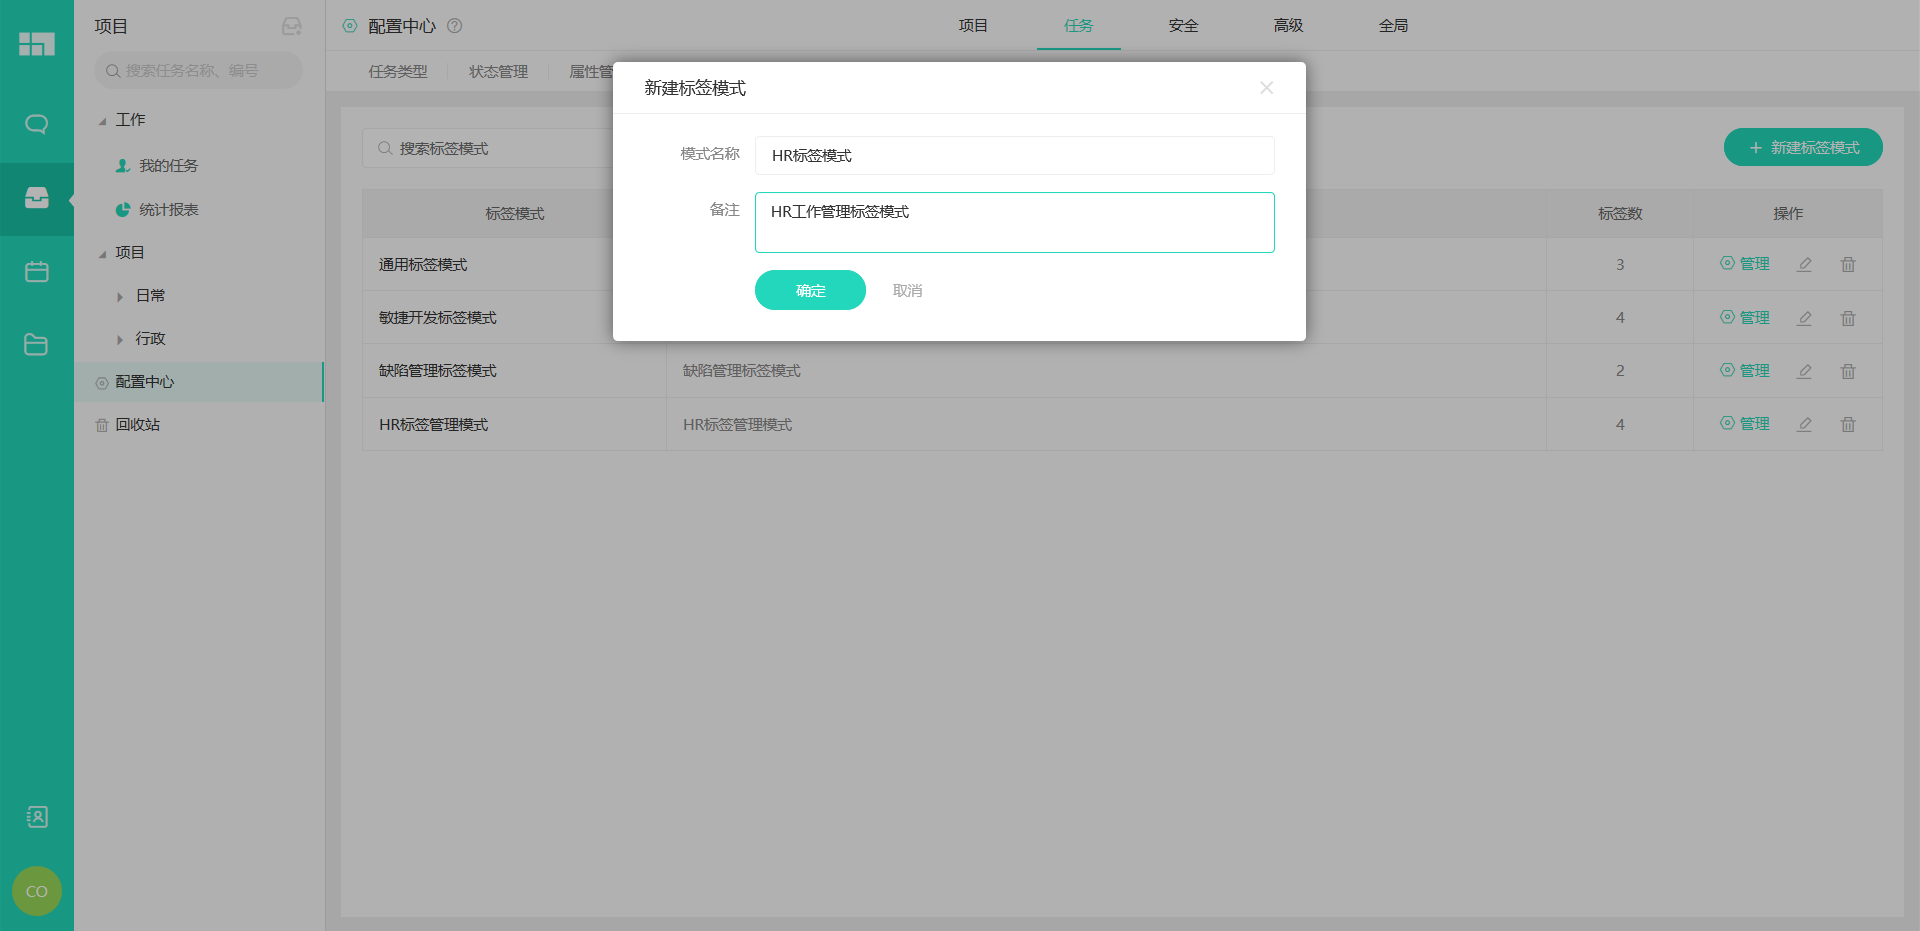 项目
搜索任务名称、编号
工作
我的任务
统计报表
项目
日常
行政
配置中心
回收站
CO
配置中心
项目 任务 安全 高级 全局
任务类型 状态管理 属性管
新建标签模式
模式名称 HR标签模式
备注 HR工作管理标签模式
确定 取消
搜索标签模式
新建标签模式
标签模式 标签数 操作
通用标签模式 3 管理
敏捷开发标签模式 4 管理
缺陷管理标签模式 缺陷管理标签模式 2 管理
HR标签管理模式 HR标签管理模式 4 管理